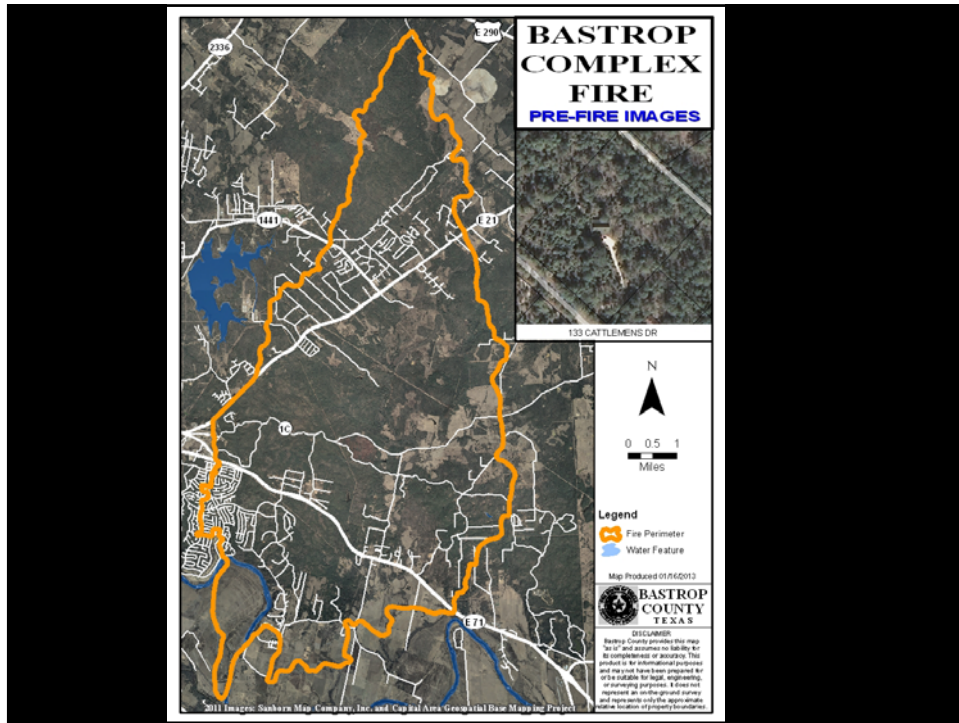 BASTROP
COMPLEX
FIRE
PRE-FIRE IMAGES
2336
E 290
1441
E 21
133 CATTLEMENS DR
N
0 0.5 1
Miles
1C
Legend
Fire Perimeter
Water Feature
Map Produced 01/16/2013
BASTROP
COUNTY
TEXAS
E 71
DISCLAIMER
Bastrop County provides this map
"as is" and assumes no liability for
its completeness or accuracy. This
product is for informational purposes
and may not have been prepared for
or be suitable for legal, engineering,
or surveying purposes. It does not
represent an on-the-ground survey
and represents only the approximate
relative location of property boundaries.
2011 Images: Sanborn Map Company, Inc. and Capital Area Geospatial Base Mapping Project